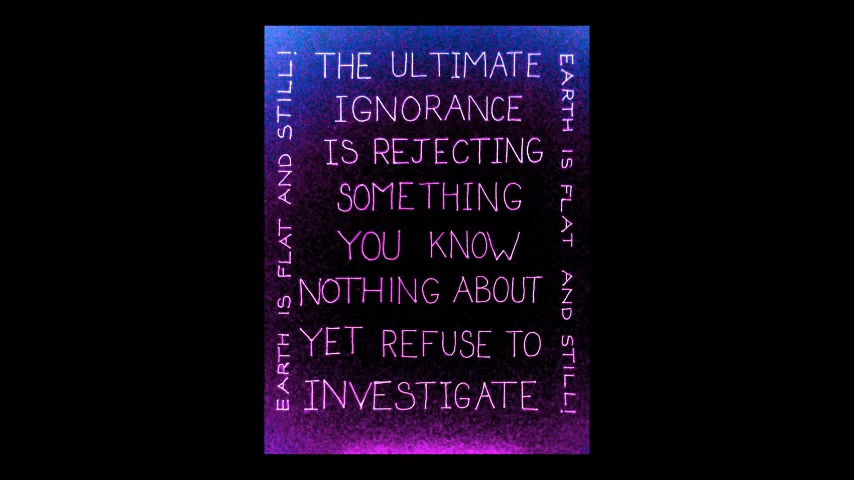 EARTH IS FLAT AND STILL!
THE ULTIMATE
IGNORANCE
IS REJECTING
SOMETHING
YOU KNOW
NOTHING ABOUT
YET REFUSE TO
INVESTIGATE
EARTH IS FLAT AND STILL!